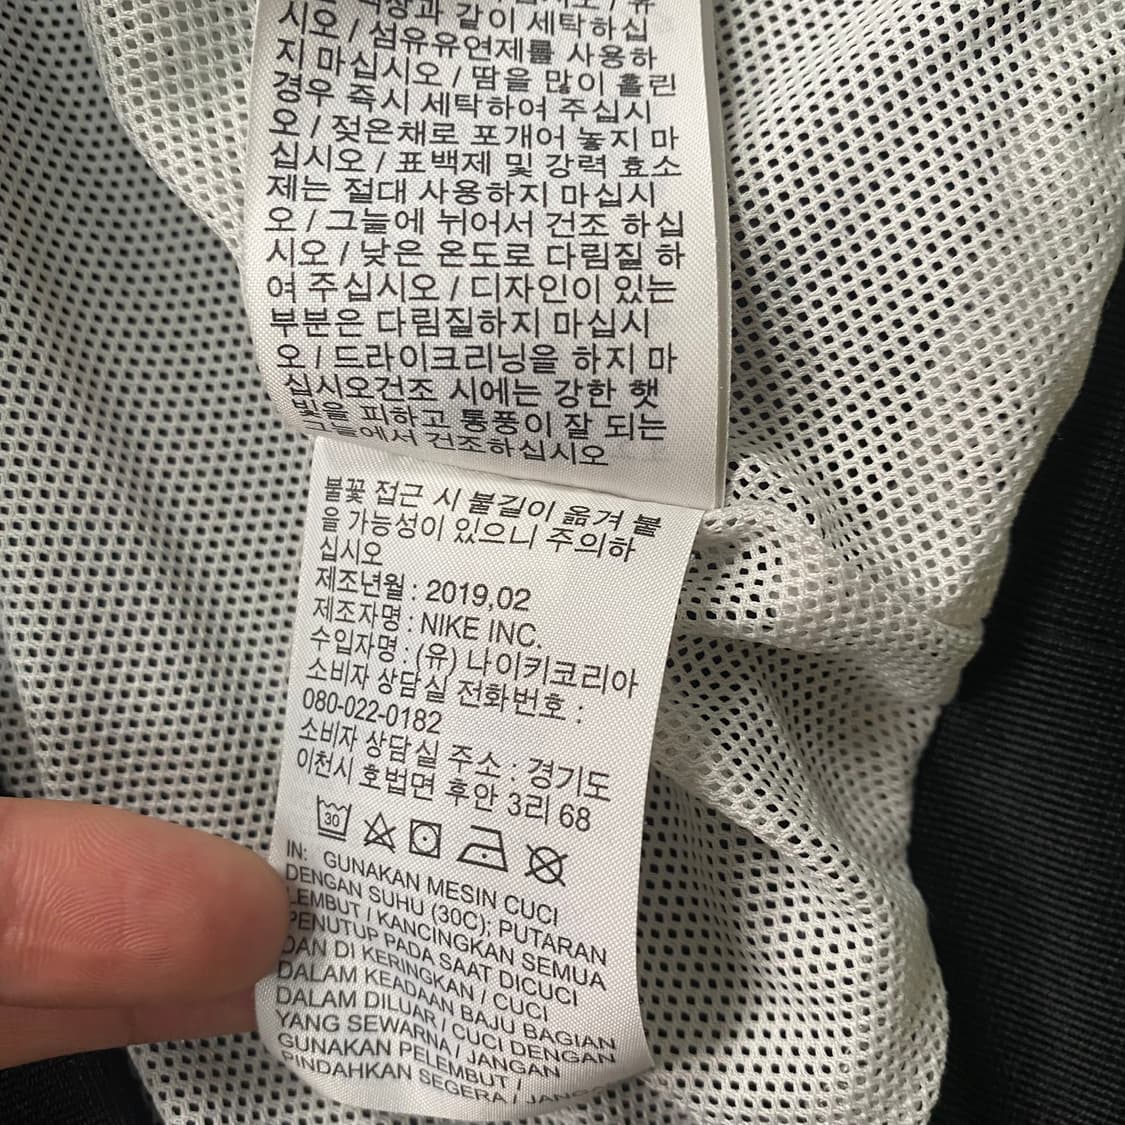 색상과 같이 세탁하십
시오 / 섬유유연제를 사용하
지 마십시오 / 땀을 많이 흘린
경우 즉시 세탁하여 주십시
오 / 젖은채로 포개어 놓지 마
십시오 / 표백제 및 강력 효소
제는 절대 사용하지 마십시
오 / 그늘에 뉘어서 건조 하십
시오 / 낮은 온도로 다림질 하
여 주십시오 / 디자인이 있는
부분은 다림질하지 마십시
오 / 드라이크리닝을 하지 마
십시오건조 시에는 강한 햇
빛을 피하고 통풍이 잘 되는
그늘에서 건조하십시오
불꽃 접근 시 불길이 옮겨 붙
을 가능성이 있으니 주의하
십시오
제조년월 : 2019.02
제조자명 : NIKE INC.
수입자명 : (유) 나이키코리아
소비자 상담실 전화번호 :
080-022-0182
소비자 상담실 주소 : 경기도
이천시 호법면 후안 3리 68
30
IN: GUNAKAN MESIN CUCI
DENGAN SUHU (30C); PUTARAN
LEMBUT / KANCINGKAN SEMUA
PENUTUP PADA SAAT DICUCI
DAN DI KERINGKAN / CUCI
DALAM KEADAAN BAJU BAGIAN
DALAM DILUAR / CUCI DENGAN
YANG SEWARNA / JANGAN
GUNAKAN PELEMBUT /
PINDAHKAN SEGERA /